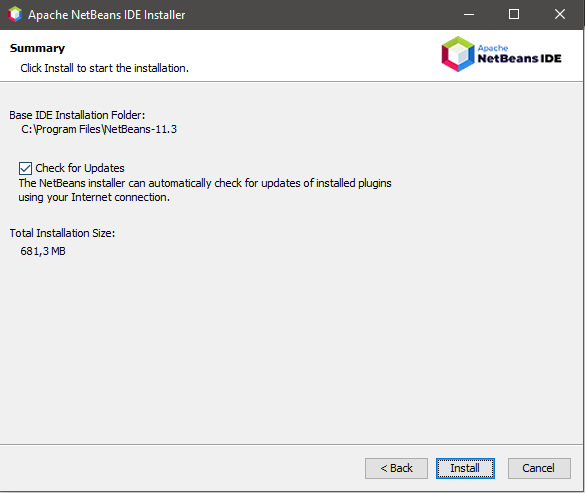 Apache NetBeans IDE Installer
Summary
Click Install to start the installation.
Apache
NetBeans IDE
Base IDE Installation Folder:
C:\Program Files\NetBeans-11.3
Check for Updates
The NetBeans installer can automatically check for updates of installed plugins
using your Internet connection.
Total Installation Size:
681,3 MB
< Back
Install
Cancel